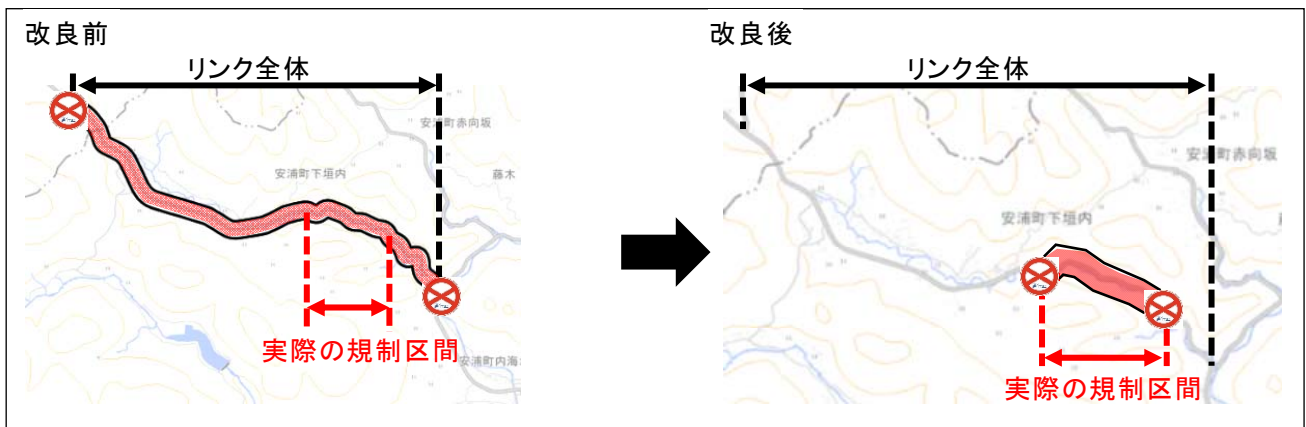 改良前
リンク全体
安浦町赤向坂
安浦町下垣内
藤木
実際の規制区間
安浦町内海
改良後
リンク全体
安浦町赤向坂
安浦町下垣内
実際の規制区間